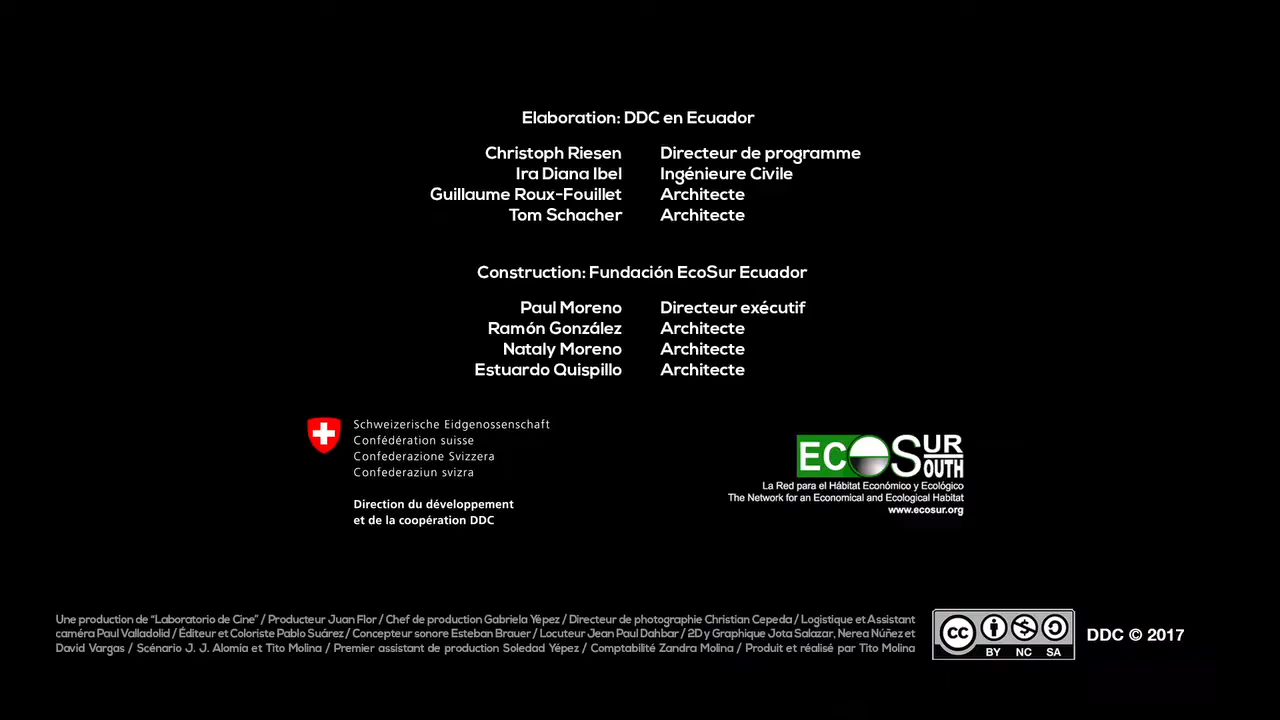 Elaboration: DDC en Ecuador
Christoph Riesen Directeur de programme
Ira Diana Ibel Ingénieure Civile
Guillaume Roux-Fouillet Architecte
Tom Schacher Architecte
Construction: Fundación EcoSur Ecuador
Paul Moreno Directeur exécutif
Ramón González Architecte
Nataly Moreno Architecte
Estuardo Quispillo Architecte
Schweizerische Eidgenossenschaft
Confédération suisse
Confederazione Svizzera
Confederaziun svizra
Direction du développement
et de la coopération DDC
ECOSUR
SOUTH
La Red para el Hábitat Económico y Ecológico
The Network for an Economical and Ecological Habitat
www.ecosur.org
Une production de “Laboratorio de Cine” / Producteur Juan Flor / Chef de production Gabriela Yépez / Directeur de photographie Christian Cepeda / Logistique et Assistant
caméra Paul Valladolid / Éditeur et Coloriste Pablo Suárez / Concepteur sonore Esteban Brauer / Locuteur Jean Paul Dahbar / 2D y Graphique Jota Salazar, Nerea Núñez et
David Vargas / Scénario J. J. Alomia et Tito Molina / Premier assistant de production Soledad Yépez / Comptabilité Zandra Molina / Produit et réalisé par Tito Molina
cc BY NC SA
DDC © 2017